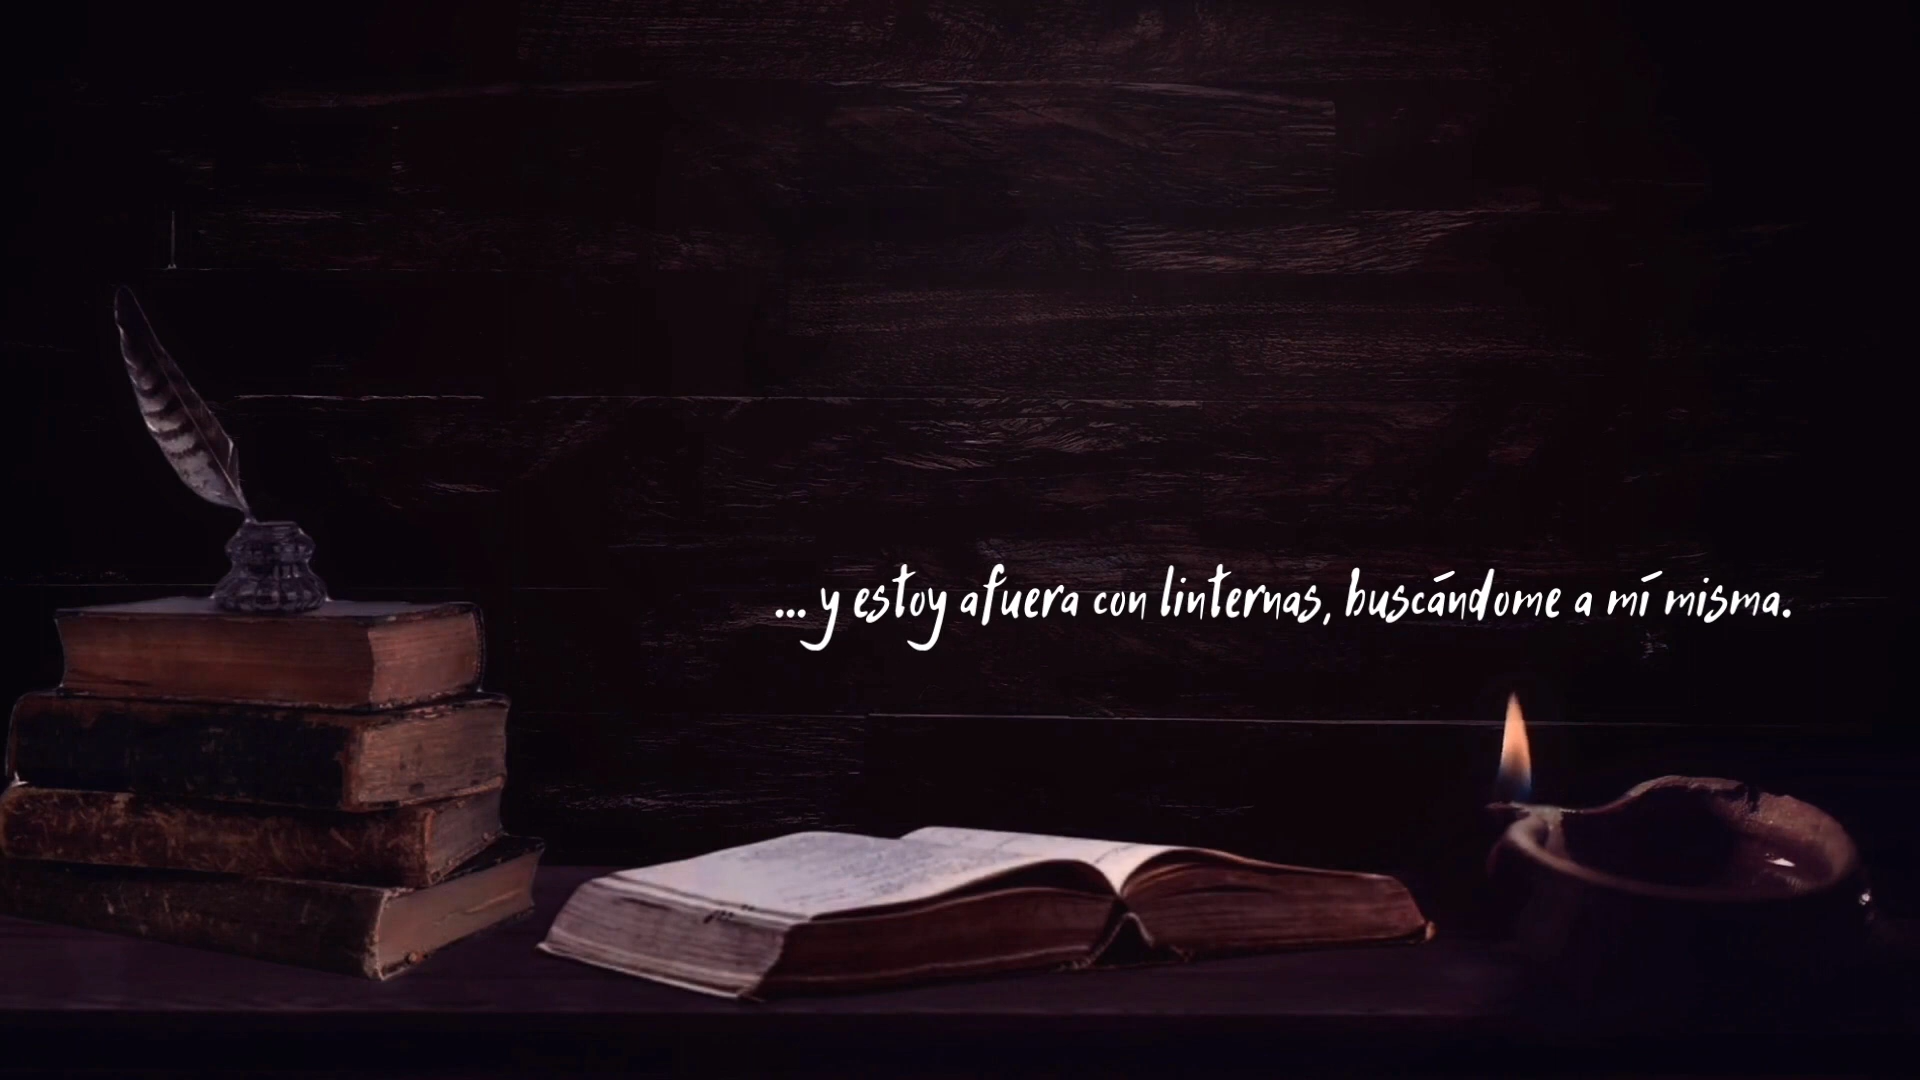 ... y estoy afuera con linternas, buscándome a mí misma.